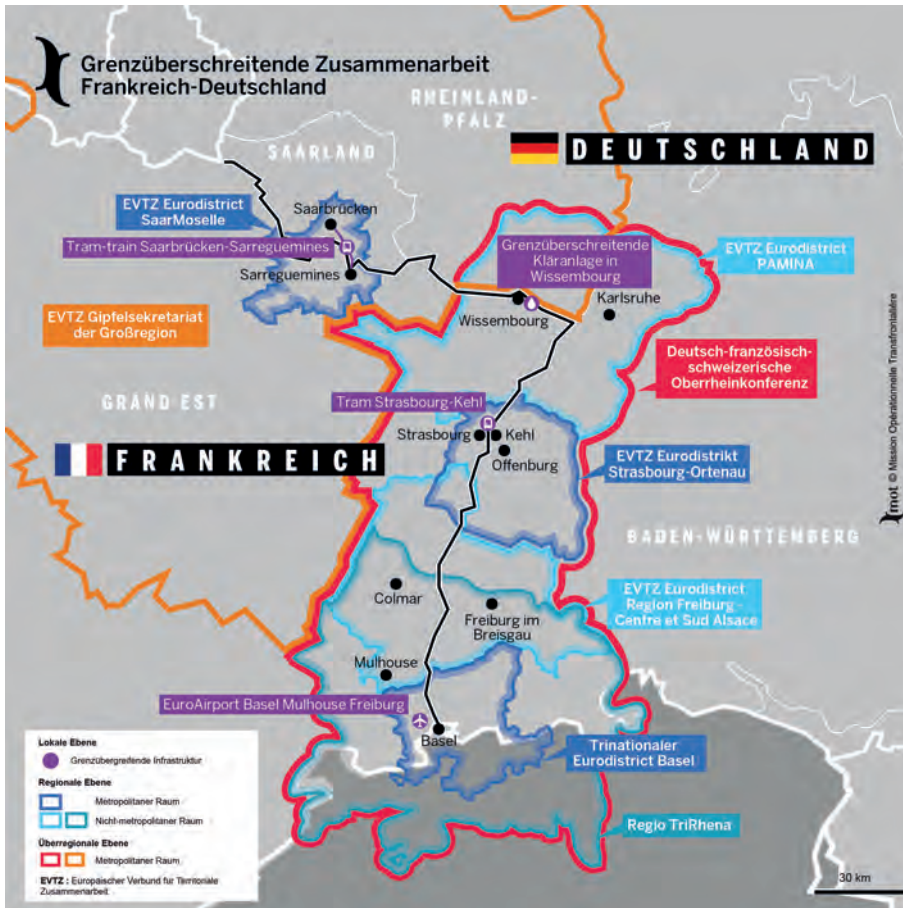 Grenzüberschreitende Zusammenarbeit
Frankreich-Deutschland
RHEINLAND-
PFALZ
DEUTSCHLAND
SAARLAND
EVTZ Eurodistrict
SaarMoselle
Saarbrücken
Tram-train Saarbrücken-Sarreguemines
Sarreguemines
Grenzüberschreitende
Kläranlage in
Wissembourg
EVTZ Eurodistrict
PAMINA
Wissembourg
Karlsruhe
EVTZ Gipfelsekretariat
der Großregion
Deutsch-französisch-
schweizerische
Oberrheinkonferenz
GRAND EST
Tram Strasbourg-Kehl
Strasbourg
Kehl
Offenburg
FRANKREICH
EVTZ Eurodistrikt
Strasbourg-Ortenau
mot © Mission Opérationnelle Transfrontalière
BADEN-WÜRTTEMBERG
Colmar
Freiburg im
Breisgau
EVTZ Eurodistrict
Region Freiburg -
Centre et Sud Alsace
Mulhouse
EuroAirport Basel Mulhouse Freiburg
Basel
Trinationaler
Eurodistrict Basel
Regio TriRhena
Lokale Ebene
Grenzübergreifende Infrastruktur
Regionale Ebene
Metropolitaner Raum
Nicht-metropolitaner Raum
Überregionale Ebene
Metropolitaner Raum
EVTZ : Europäischer Verbund für Territoriale
Zusammenarbeit
30 km